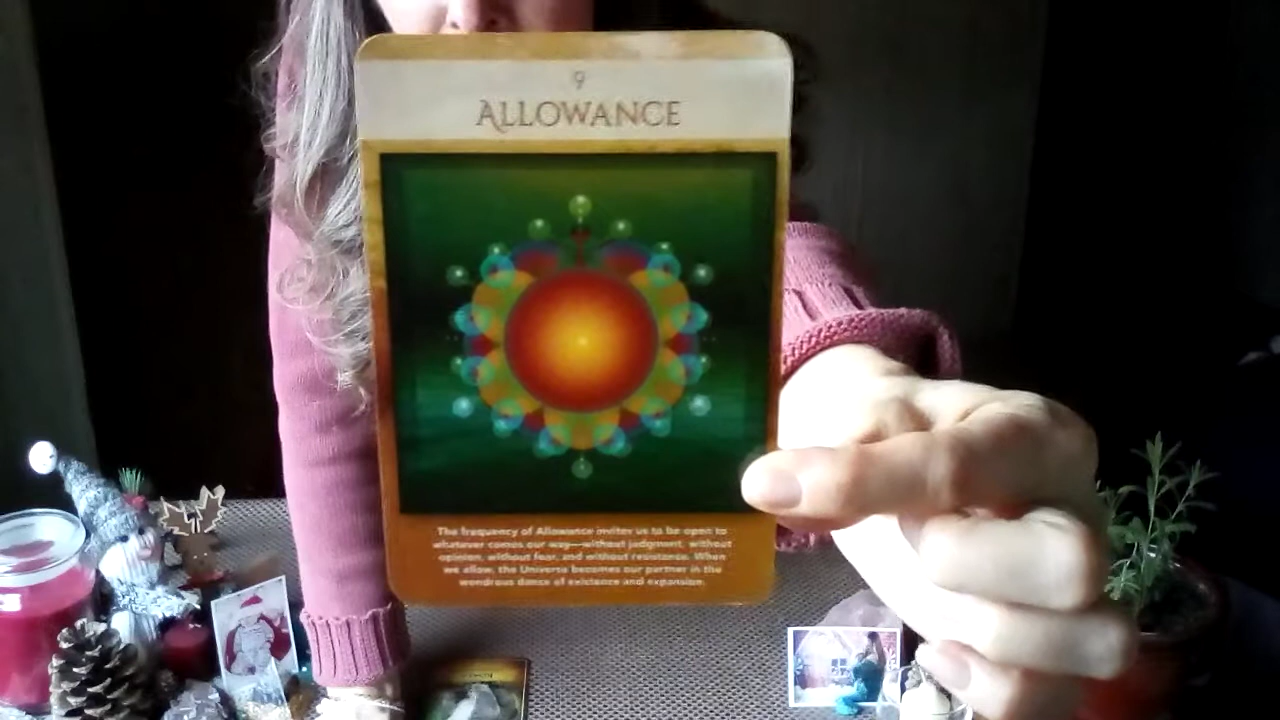 9
ALLOWANCE
The frequency of Allowance invites us to be open to
whatever comes our way—without judgment, without
opinion, without fear, and without resistance. When
we allow, the Universe becomes our partner in the
wondrous dance of existence and expansion.